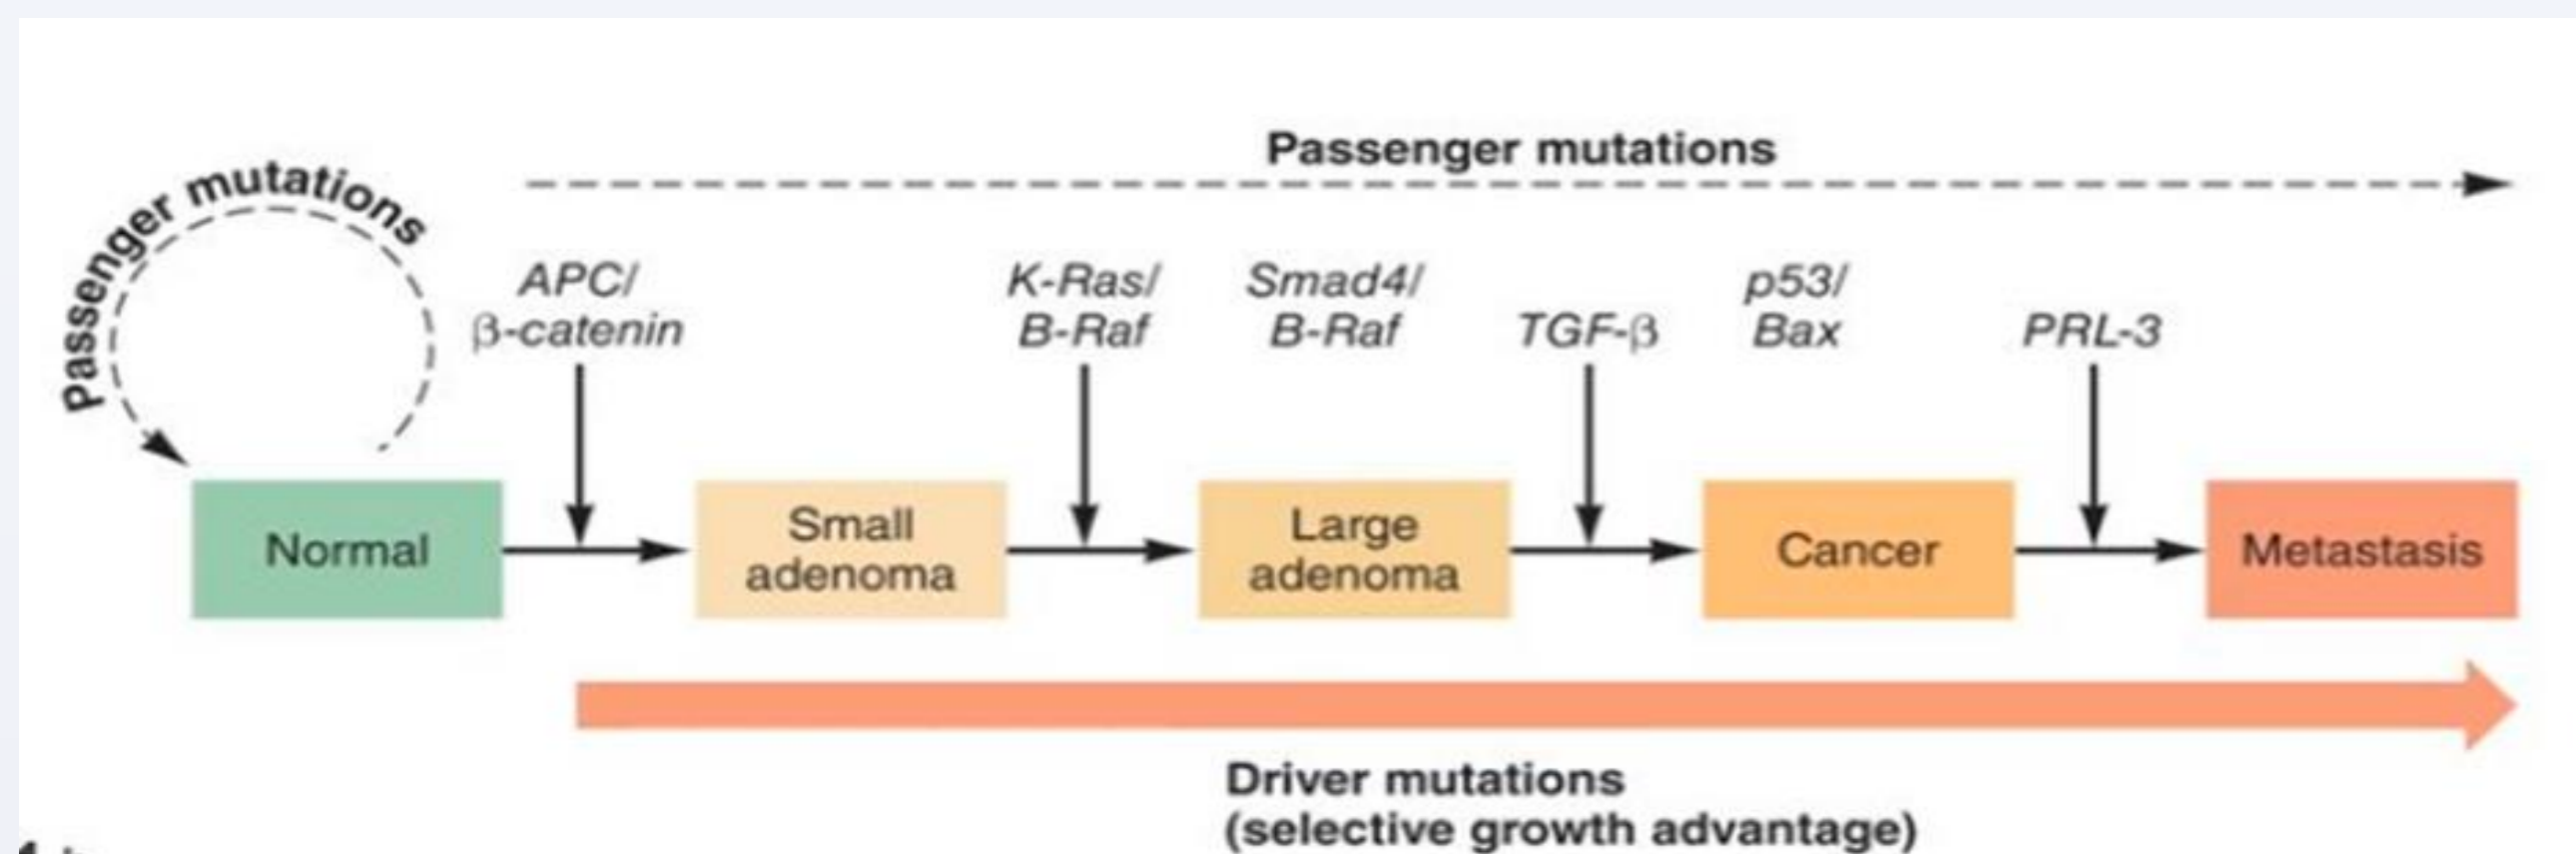 Passenger mutations
Passenger mutations
APC/
β-catenin
K-Ras/
B-Raf
Smad4/
B-Raf
TGF-β
p53/
Bax
PRL-3
Normal
Small
adenoma
Large
adenoma
Cancer
Metastasis
Driver mutations
(selective growth advantage)